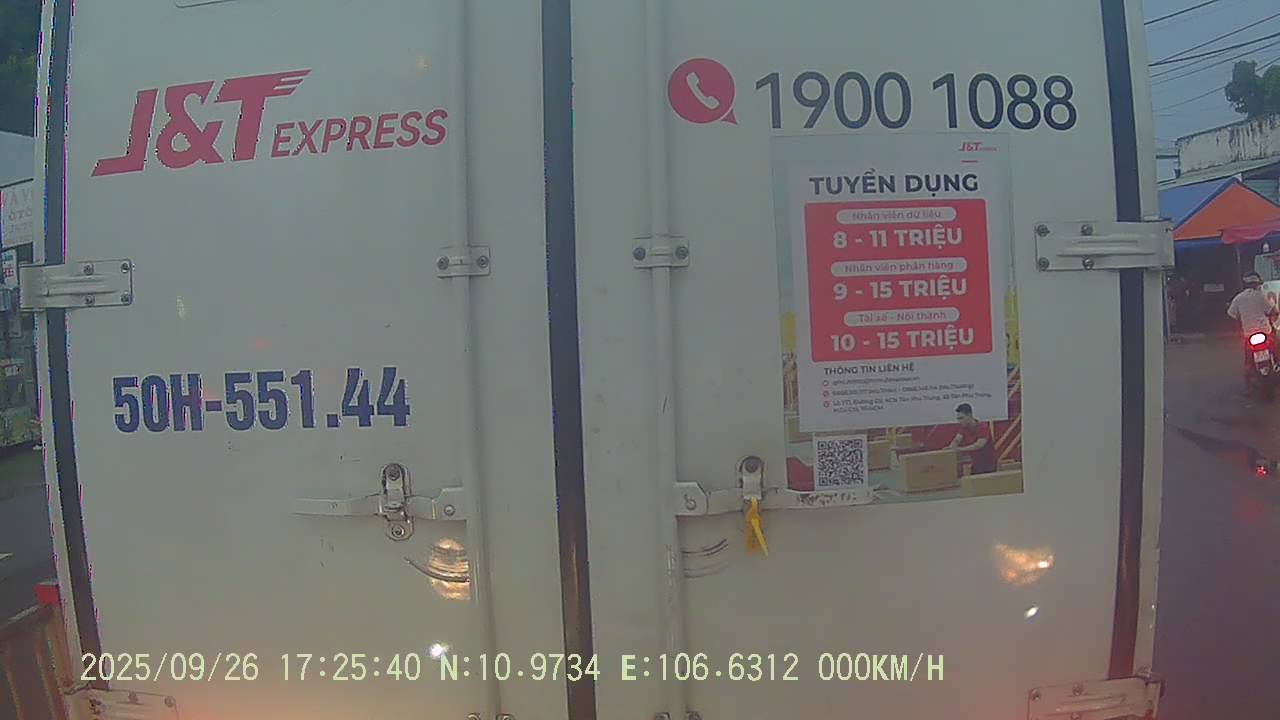 J&T EXPRESS
1900 1088
J&T EXPRESS
TUYỂN DỤNG
Nhân viên dữ liệu
8 - 11 TRIỆU
Nhân viên phân hàng
9 - 15 TRIỆU
Tài xế - Nội thành
10 - 15 TRIỆU
THÔNG TIN LIÊN HỆ
50H-551.44
2025/09/26 17:25:40 N:10.9734 E:106.6312 000KM/H